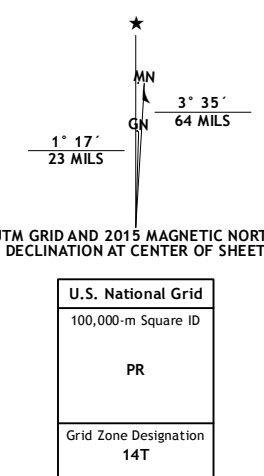 ★
MN
3° 35´
64 MILS
GN
1° 17´
23 MILS
UTM GRID AND 2015 MAGNETIC NORT
DECLINATION AT CENTER OF SHEET
U.S. National Grid
100,000-m Square ID
PR
Grid Zone Designation
14T